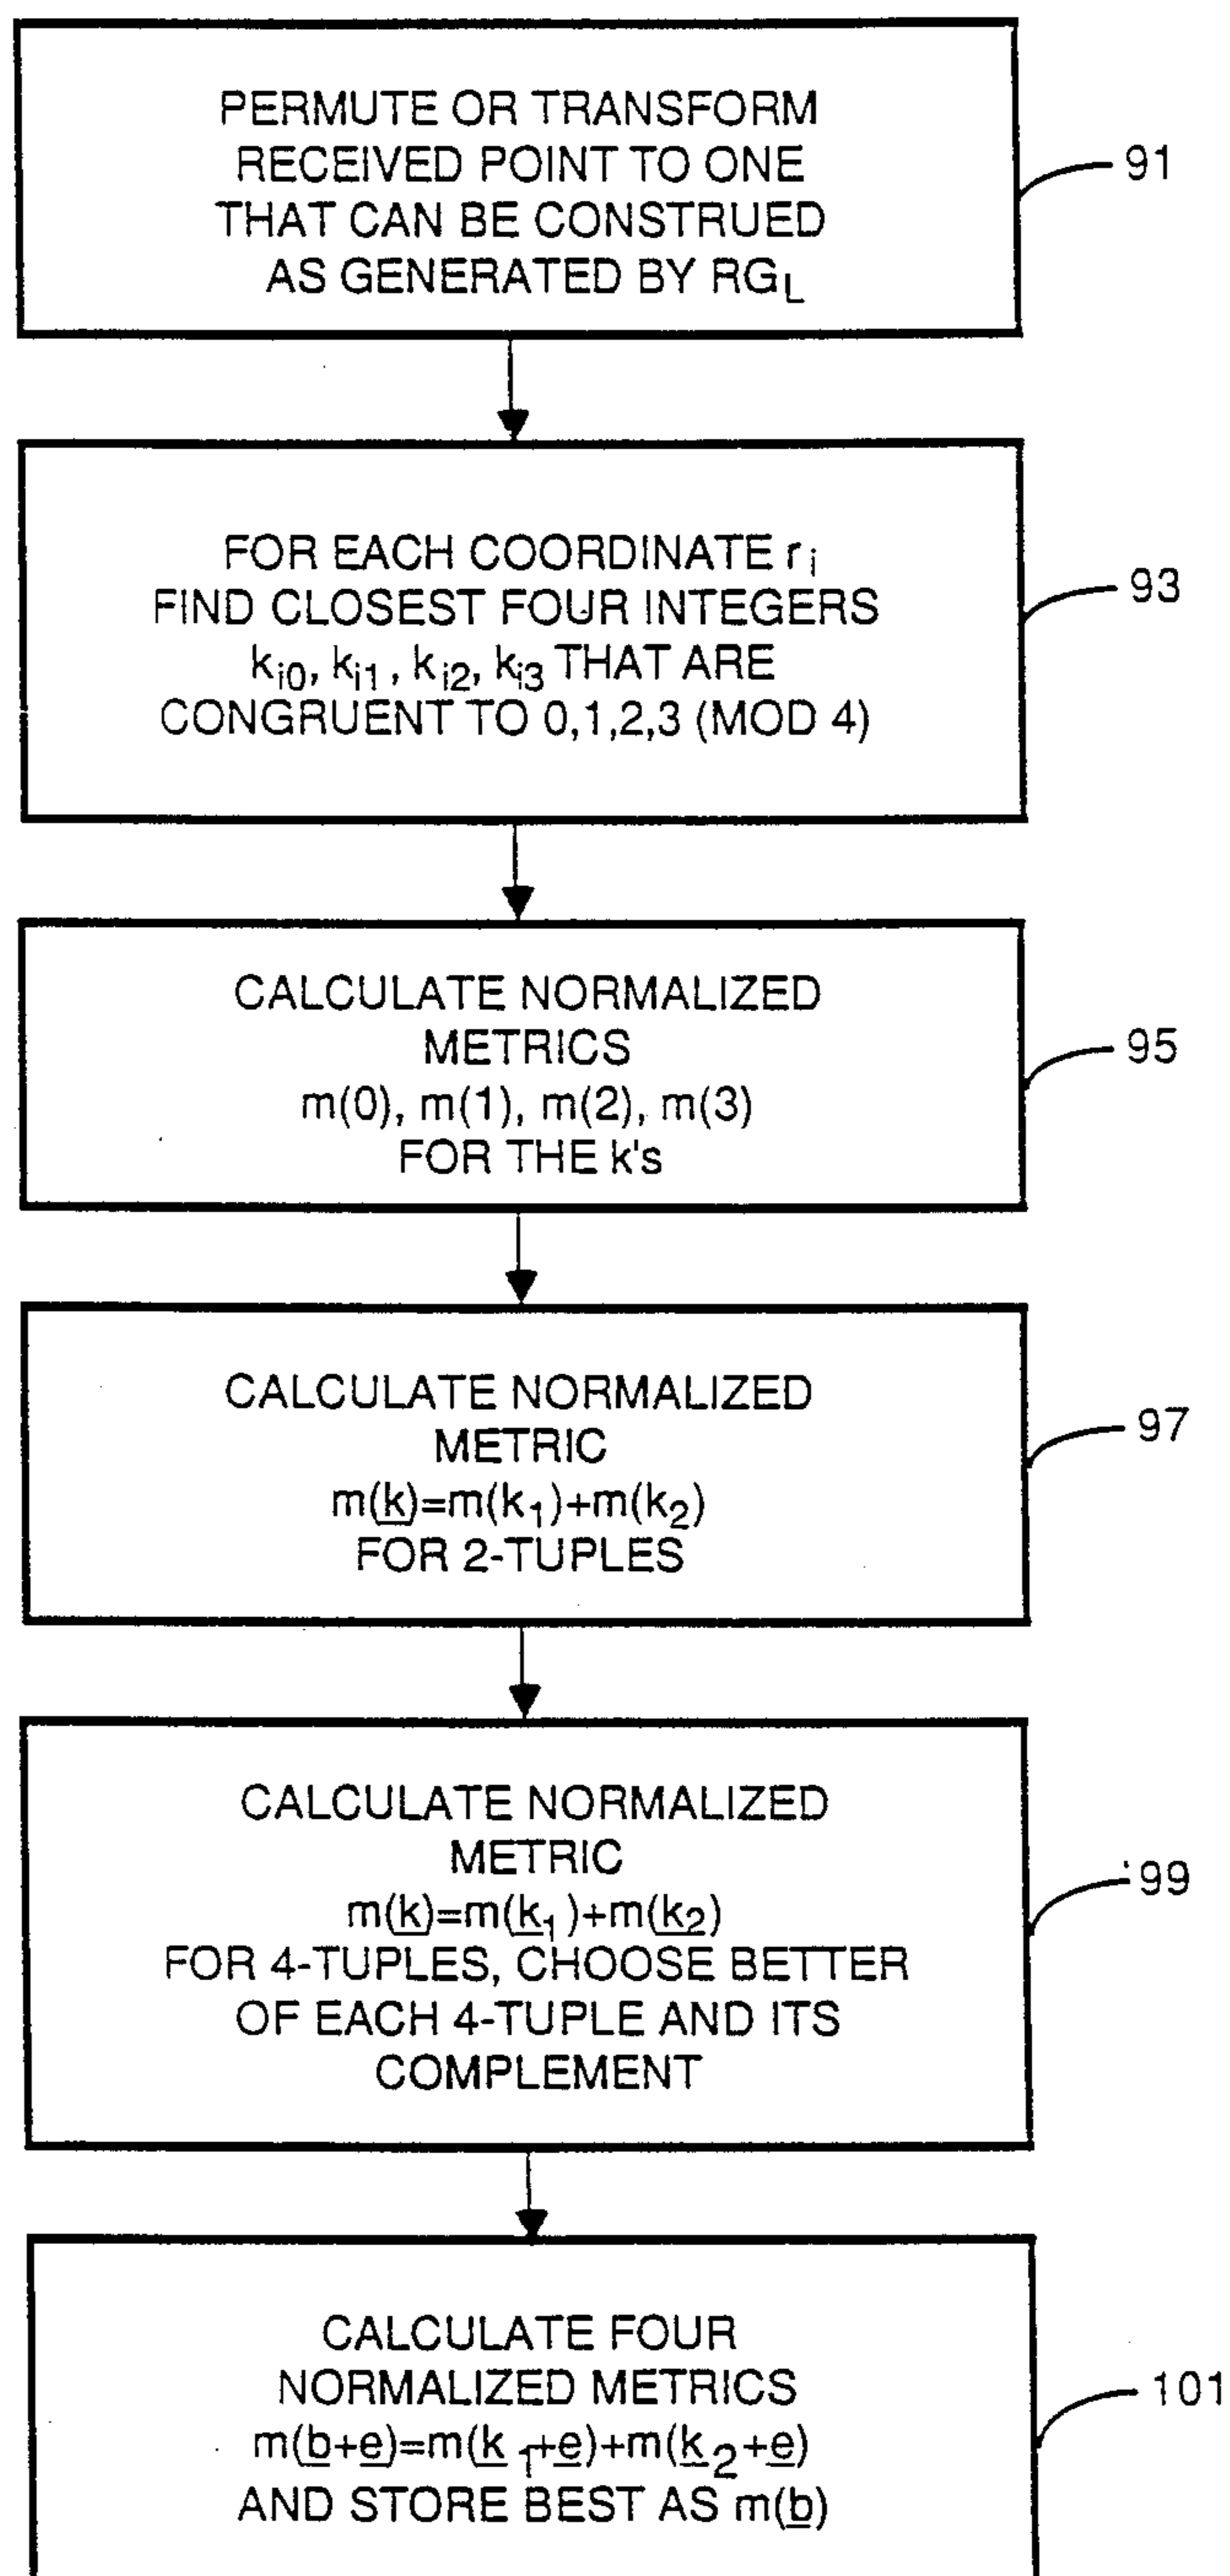 PERMUTE OR TRANSFORM
RECEIVED POINT TO ONE
THAT CAN BE CONSTRUED
AS GENERATED BY RGL
91
FOR EACH COORDINATE ri
FIND CLOSEST FOUR INTEGERS
ki0, ki1, ki2, ki3 THAT ARE
CONGRUENT TO 0,1,2,3 (MOD 4)
93
CALCULATE NORMALIZED
METRICS
m(0), m(1), m(2), m(3)
FOR THE k's
95
CALCULATE NORMALIZED
METRIC
m(k)=m(k1)+m(k2)
FOR 2-TUPLES
97
CALCULATE NORMALIZED
METRIC
m(k)=m(k1)+m(k2)
FOR 4-TUPLES, CHOOSE BETTER
OF EACH 4-TUPLE AND ITS
COMPLEMENT
99
CALCULATE FOUR
NORMALIZED METRICS
m(b+e)=m(k1+e)+m(k2+e)
AND STORE BEST AS m(b)
101